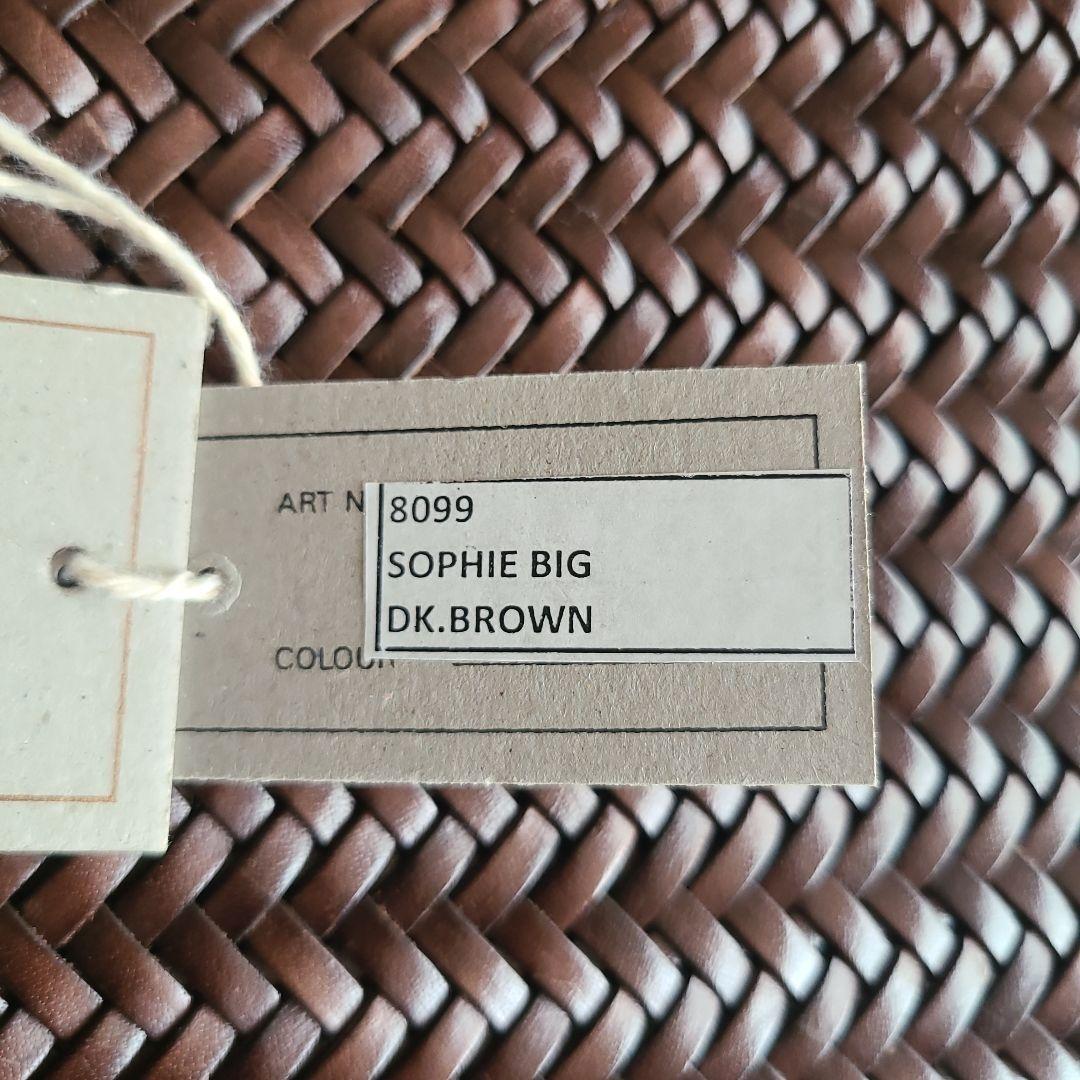 ART N
8099
SOPHIE BIG
DK.BROWN
COLOUR